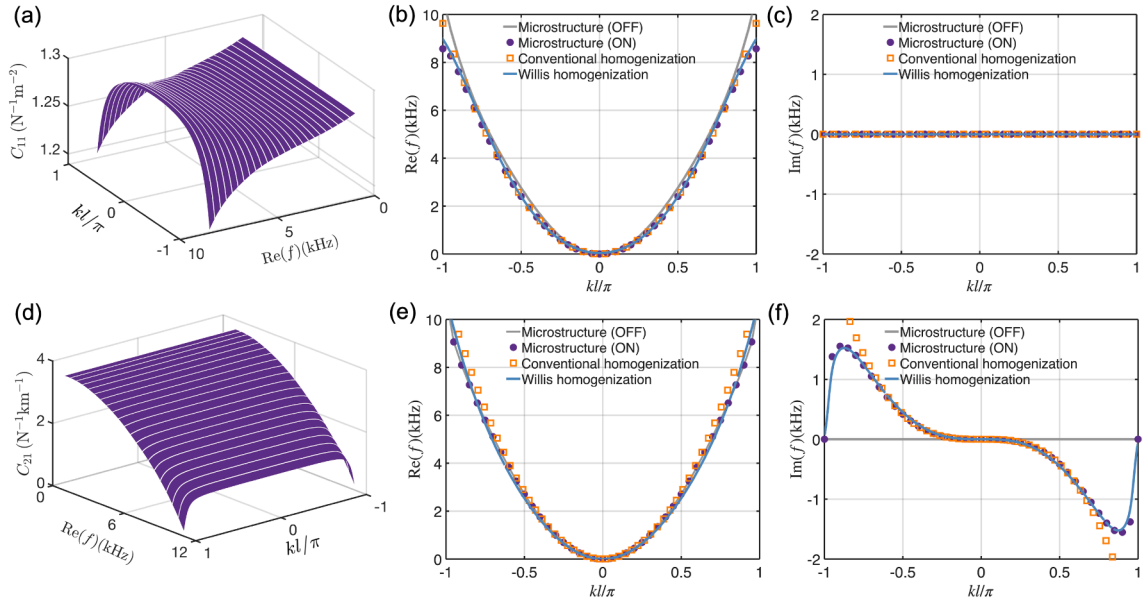 (a)
1.3
1.25
1.2
C₁₁ (N⁻¹m⁻²)
1
0
-1
kl/π
10
5
0
Re(f)(kHz)
(b)
10
8
6
4
2
0
Re(f)(kHz)
Microstructure (OFF)
Microstructure (ON)
Conventional homogenization
Willis homogenization
-1 -0.5 0 0.5 1
kl/π
(c)
2
1
0
-1
-2
Im(f)(kHz)
Microstructure (OFF)
Microstructure (ON)
Conventional homogenization
Willis homogenization
-1 -0.5 0 0.5 1
kl/π
(d)
4
2
0
C₂₁ (N⁻¹km⁻¹)
0
6
12
Re(f)(kHz)
1
0
-1
kl/π
(e)
10
8
6
4
2
0
Re(f)(kHz)
Microstructure (OFF)
Microstructure (ON)
Conventional homogenization
Willis homogenization
-1 -0.5 0 0.5 1
kl/π
(f)
2
1
0
-1
-2
Im(f)(kHz)
Microstructure (OFF)
Microstructure (ON)
Conventional homogenization
Willis homogenization
-1 -0.5 0 0.5 1
kl/π